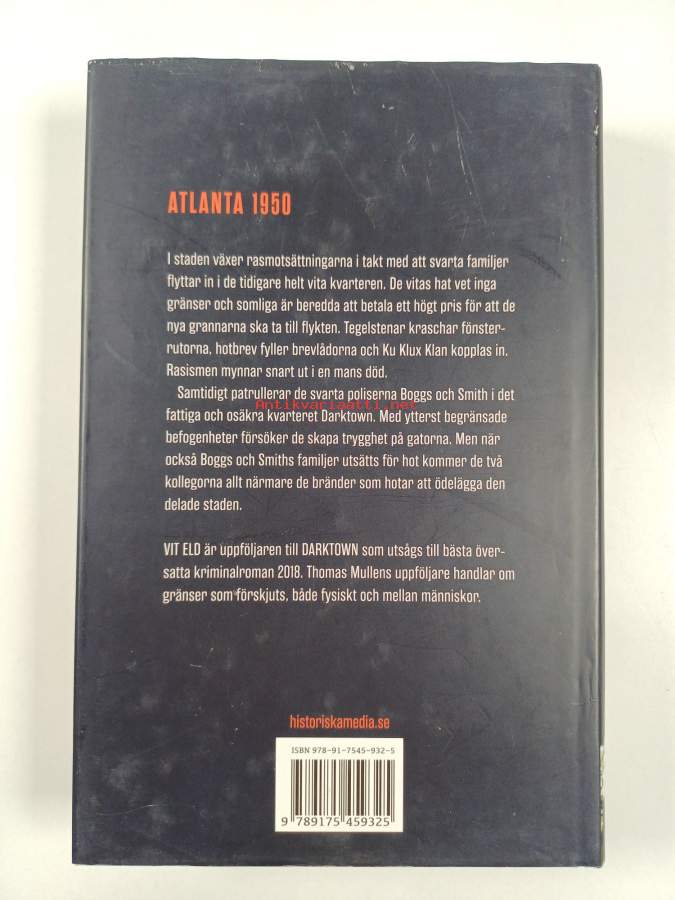 ATLANTA 1950
I staden växer rasmotsättningarna i takt med att svarta familjer
flyttar in i de tidigare helt vita kvarteren. De vitas hat vet inga
gränser och somliga är beredda att betala ett högt pris för att de
nya grannarna ska ta till flykten. Tegelstenar kraschar fönster-
rutorna, hotbrev fyller brevlådorna och Ku Klux Klan kopplas in.
Rasismen mynnar snart ut i en mans död.
Samtidigt patrullerar de svarta poliserna Boggs och Smith i det
Antikvariaatti.net
fattiga och osäkra kvarteret Darktown. Med ytterst begränsade
befogenheter försöker de skapa trygghet på gatorna. Men när
också Boggs och Smiths familjer utsätts för hot kommer de två
kollegorna allt närmare de bränder som hotar att ödelägga den
delade staden.
VIT ELD är uppföljaren till DARKTOWN som utsågs till bästa över-
satta kriminalroman 2018. Thomas Mullens uppföljare handlar om
gränser som förskjuts, både fysiskt och mellan människor.
historiskamedia.se
ISBN 978-91-7545-932-5
9 789175 459325